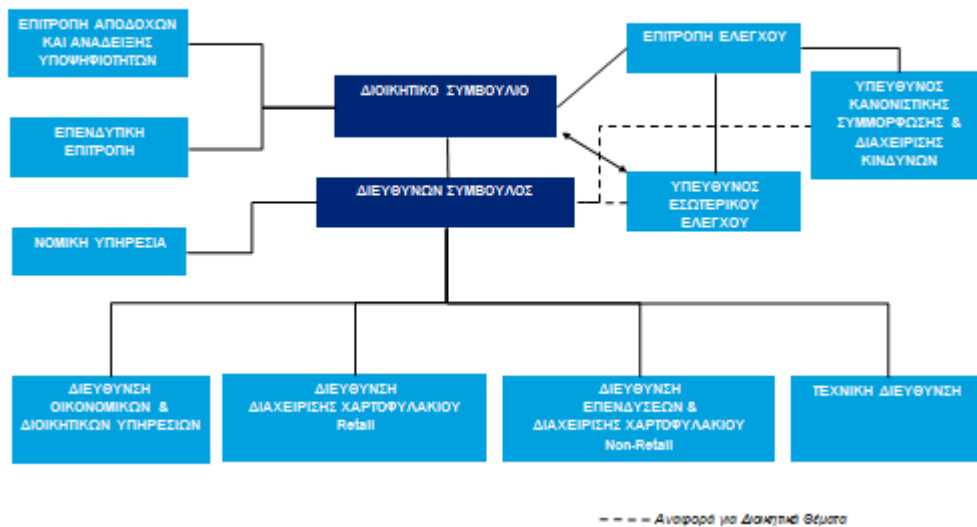 ΕΠΙΤΡΟΠΗ ΑΠΟΔΟΧΩΝ
ΚΑΙ ΑΝΑΔΕΙΞΗΣ
ΥΠΟΨΗΦΙΟΤΗΤΩΝ
ΕΠΙΤΡΟΠΗ ΕΛΕΓΧΟΥ
ΔΙΟΙΚΗΤΙΚΟ ΣΥΜΒΟΥΛΙΟ
ΥΠΕΥΘΥΝΟΣ
ΚΑΝΟΝΙΣΤΙΚΗΣ
ΣΥΜΜΟΡΦΩΣΗΣ &
ΔΙΑΧΕΙΡΙΣΗΣ
ΚΙΝΔΥΝΩΝ
ΕΠΕΝΔΥΤΙΚΗ
ΕΠΙΤΡΟΠΗ
ΔΙΕΥΘΥΝΩΝ ΣΥΜΒΟΥΛΟΣ
ΥΠΕΥΘΥΝΟΣ
ΕΣΩΤΕΡΙΚΟΥ
ΕΛΕΓΧΟΥ
ΝΟΜΙΚΗ ΥΠΗΡΕΣΙΑ
ΔΙΕΥΘΥΝΣΗ
ΟΙΚΟΝΟΜΙΚΩΝ &
ΔΙΟΙΚΗΤΙΚΩΝ ΥΠΗΡΕΣΙΩΝ
ΔΙΕΥΘΥΝΣΗ
ΔΙΑΧΕΙΡΙΣΗΣ ΧΑΡΤΟΦΥΛΑΚΙΟΥ
Retail
ΔΙΕΥΘΥΝΣΗ
ΕΠΕΝΔΥΣΕΩΝ &
ΔΙΑΧΕΙΡΙΣΗΣ ΧΑΡΤΟΦΥΛΑΚΙΟΥ
Non-Retail
ΤΕΧΝΙΚΗ ΔΙΕΥΘΥΝΣΗ
Αναφορά για Διοικητικά Θέματα